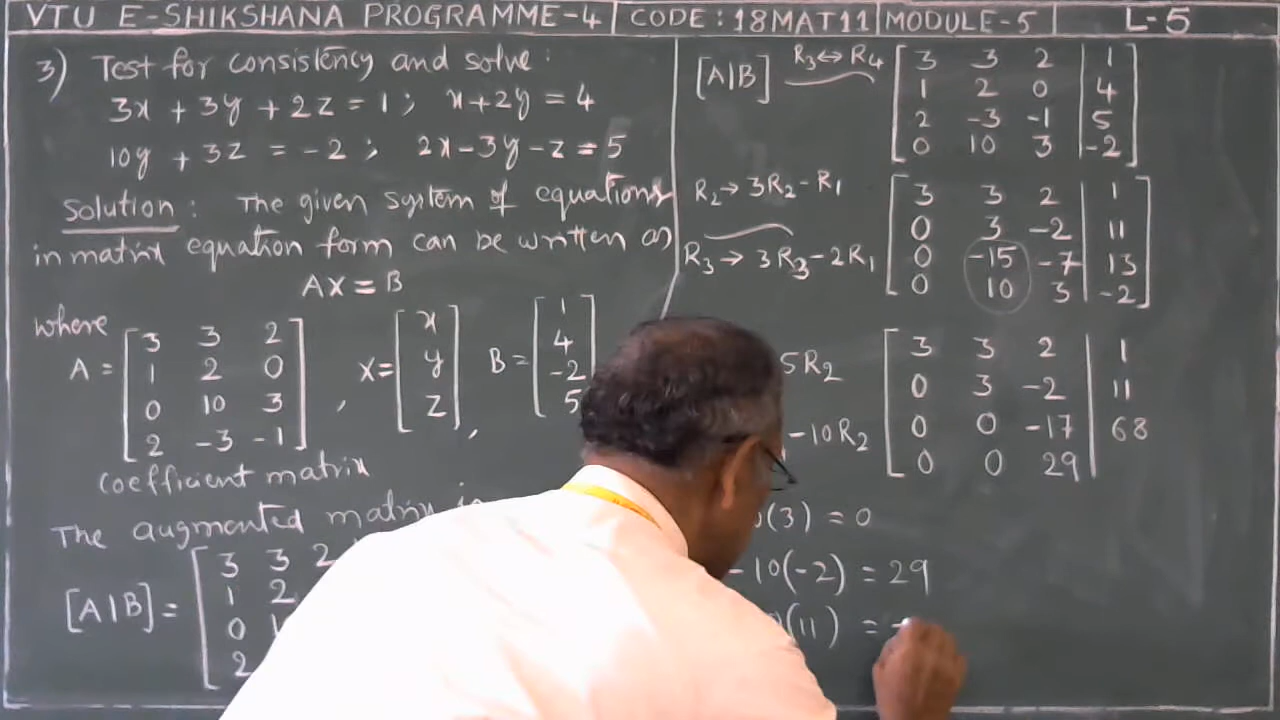 VTU E-SHIKSHANA PROGRAMME-4 | CODE: 18MAT11 | MODULE-5 | L-5
3) Test for consistency and solve:
3x + 3y + 2z = 1 ; x + 2y = 4
10y + 3z = -2 ; 2x - 3y - z = 5
Solution: The given system of equations
in matrix equation form can be written as
AX = B
where
A = [ 3 3 2
1 2 0
0 10 3
2 -3 -1 ] ,
X = [ x
y
z ] ,
B = [ 1
4
-2
5
coefficient matrix
The augmented matrix
[A|B] = [ 3 3 2
1 2
0
2
[A|B] R3 ↔ R4 [ 3 3 2 | 1
1 2 0 | 4
2 -3 -1 | 5
0 10 3 | -2 ]
R2 → 3R2 - R1
R3 → 3R3 - 2R1
[ 3 3 2 | 1
0 3 -2 | 11
0 -15 -7 | 13
0 10 3 | -2 ]
5R2
-10R2
[ 3 3 2 | 1
0 3 -2 | 11
0 0 -17 | 68
0 0 29 |
(3) = 0
-10(-2) = 29
(11) = -